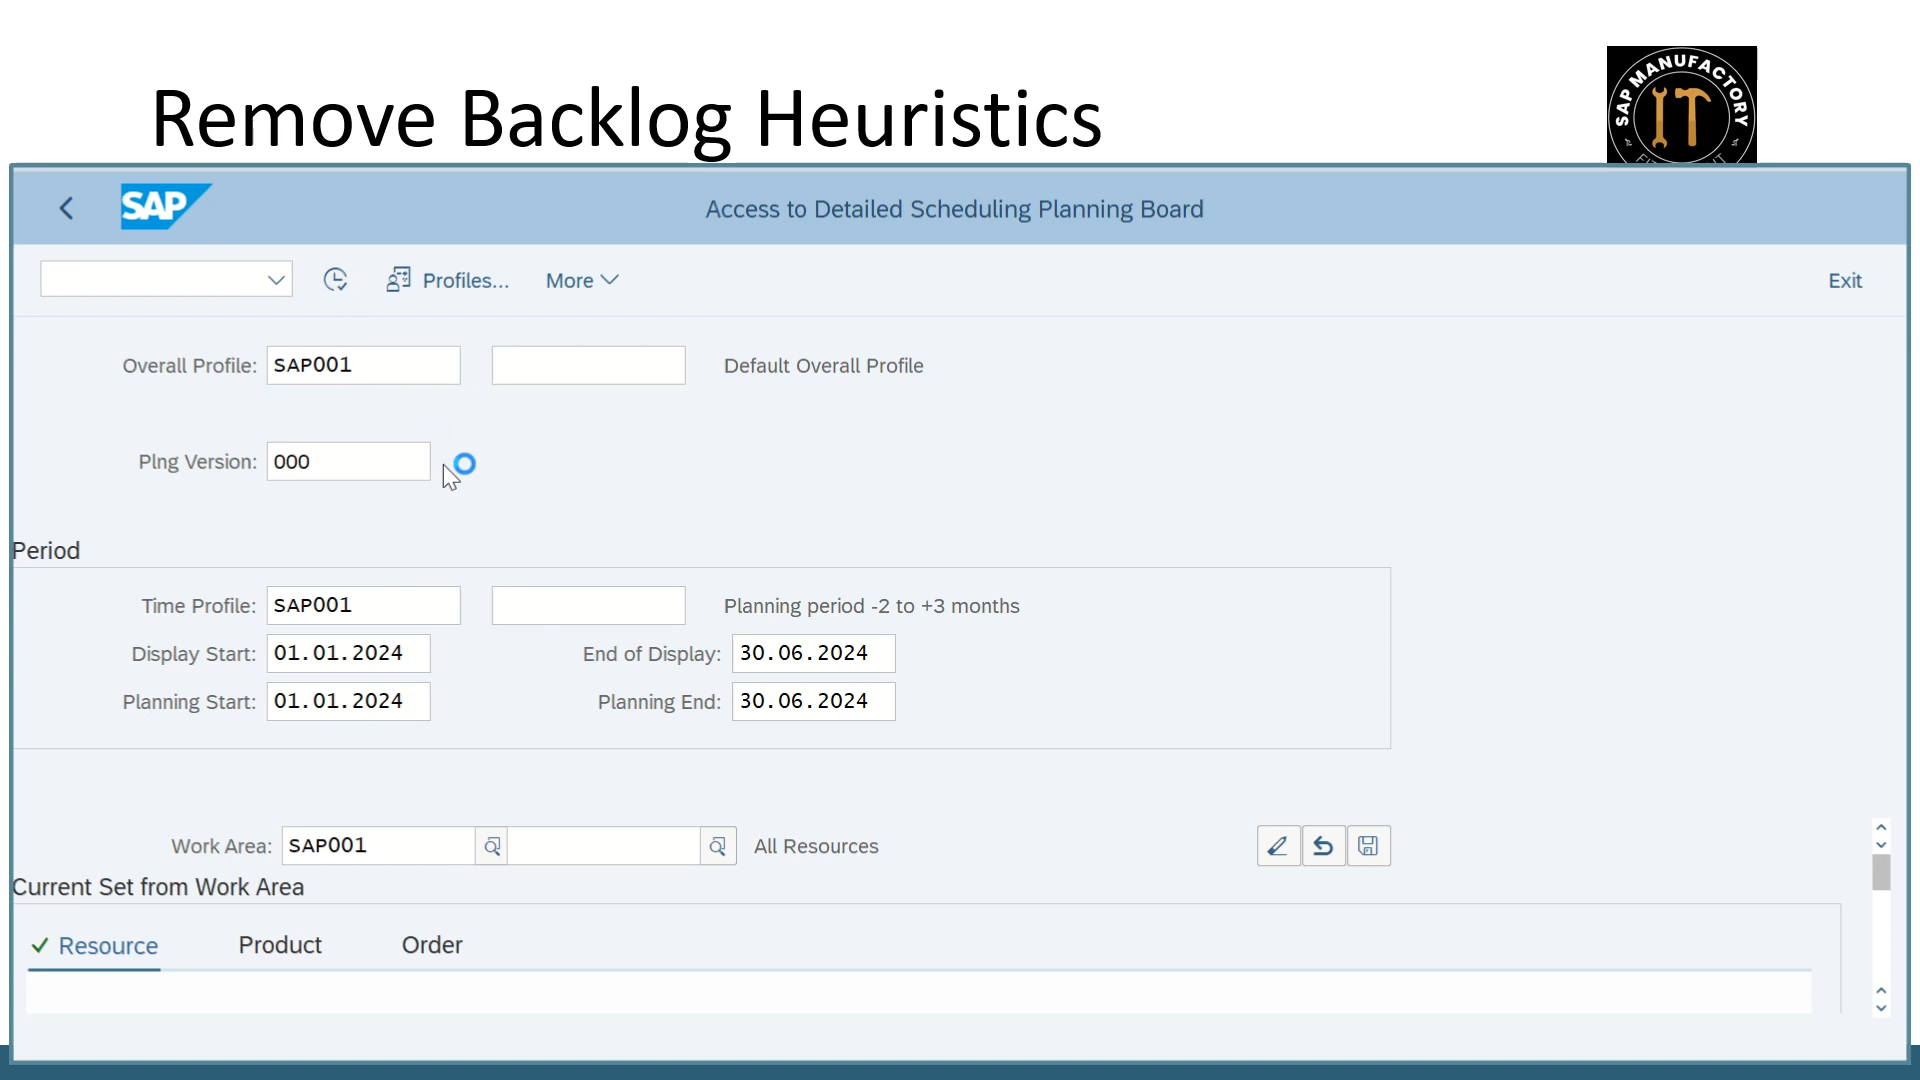 Remove Backlog Heuristics
SAP MANUFACTORY
IT
SAP
Access to Detailed Scheduling Planning Board
Profiles... More Exit
Overall Profile: SAP001 Default Overall Profile
Plng Version: 000
Period
Time Profile: SAP001 Planning period -2 to +3 months
Display Start: 01.01.2024 End of Display: 30.06.2024
Planning Start: 01.01.2024 Planning End: 30.06.2024
Work Area: SAP001 All Resources
Current Set from Work Area
Resource Product Order